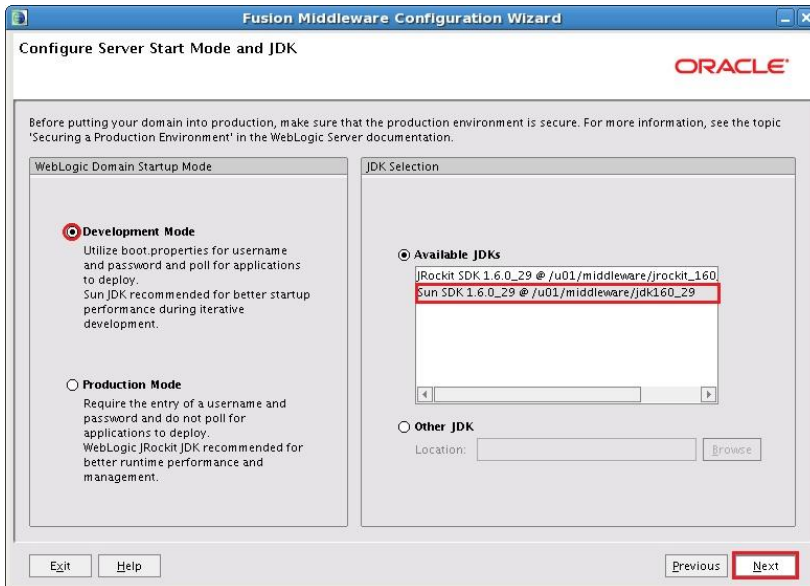 Fusion Middleware Configuration Wizard
Configure Server Start Mode and JDK
ORACLE
Before putting your domain into production, make sure that the production environment is secure. For more information, see the topic
'Securing a Production Environment' in the WebLogic Server documentation.
WebLogic Domain Startup Mode
Development Mode
Utilize boot.properties for username
and password and poll for applications
to deploy.
Sun JDK recommended for better startup
performance during iterative
development.
Production Mode
Require the entry of a username and
password and do not poll for
applications to deploy.
WebLogic JRockit JDK recommended for
better runtime performance and
management.
JDK Selection
Available JDKs
JRockit SDK 1.6.0_29 @ /u01/middleware/jrockit_160
Sun SDK 1.6.0_29 @ /u01/middleware/jdk160_29
Other JDK
Location:
Browse
Exit
Help
Previous
Next